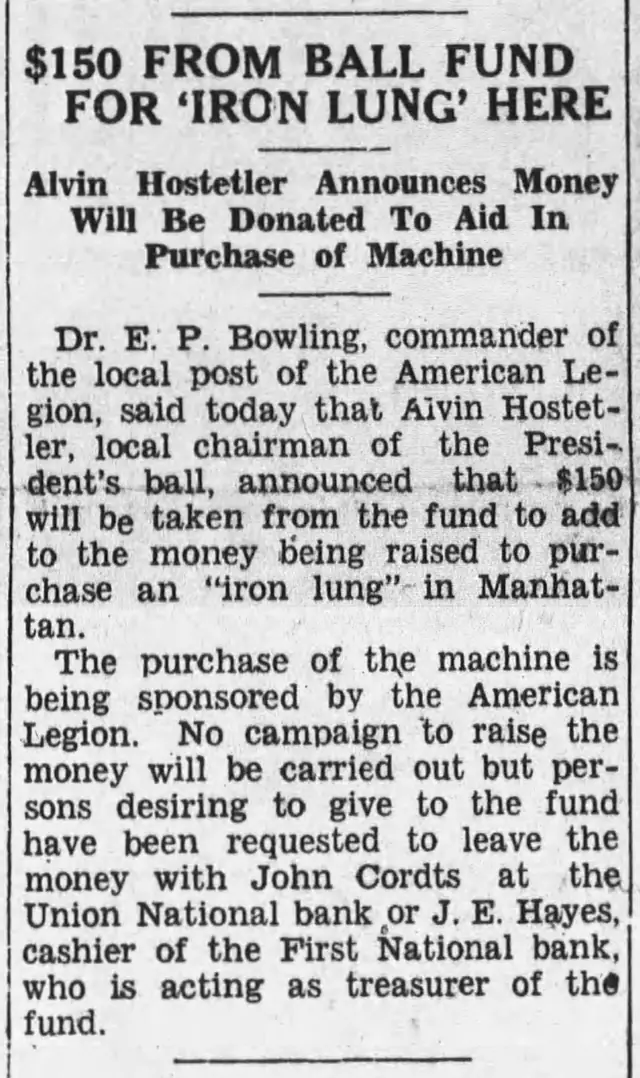 $150 FROM BALL FUND
FOR ‘IRON LUNG’ HERE
Alvin Hostetler Announces Money
Will Be Donated To Aid In
Purchase of Machine
Dr. E. P. Bowling, commander of
the local post of the American Le-
gion, said today that Alvin Hostet-
ler, local chairman of the Presi-
dent's ball, announced that $150
will be taken from the fund to add
to the money being raised to pur-
chase an “iron lung” in Manhat-
tan.
The purchase of the machine is
being sponsored by the American
Legion. No campaign to raise the
money will be carried out but per-
sons desiring to give to the fund
have been requested to leave the
money with John Cordts at the
Union National bank or J. E. Hayes,
cashier of the First National bank,
who is acting as treasurer of the
fund.